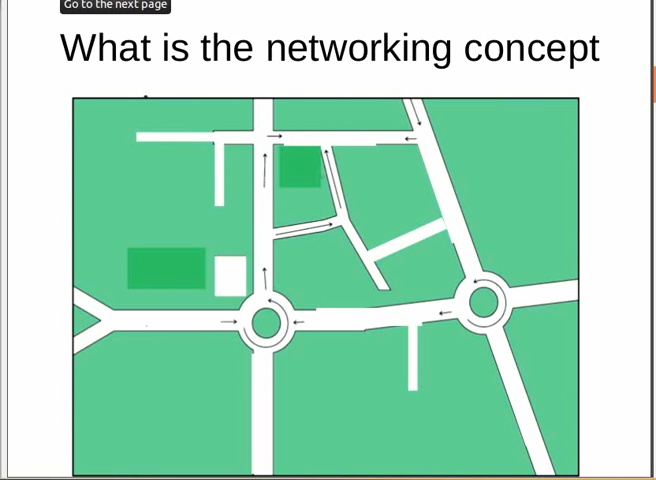 Go to the next page
What is the networking concept